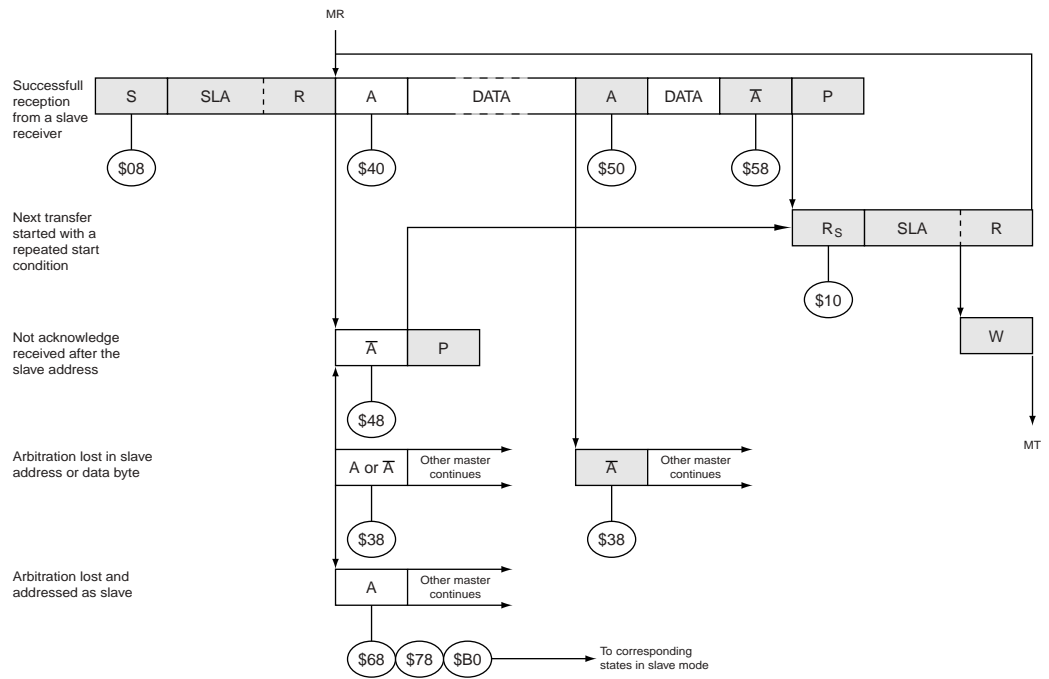 MR
Successfull
reception
from a slave
receiver
S SLA R A DATA A DATA A̅ P
$08 $40 $50 $58
Next transfer
started with a
repeated start
condition
RS SLA R
$10
Not acknowledge
received after the
slave address
A̅ P
W
$48
MT
Arbitration lost in slave
address or data byte
A or A̅
Other master
continues
A̅
Other master
continues
$38 $38
Arbitration lost and
addressed as slave
A
Other master
continues
$68 $78 $B0
To corresponding
states in slave mode